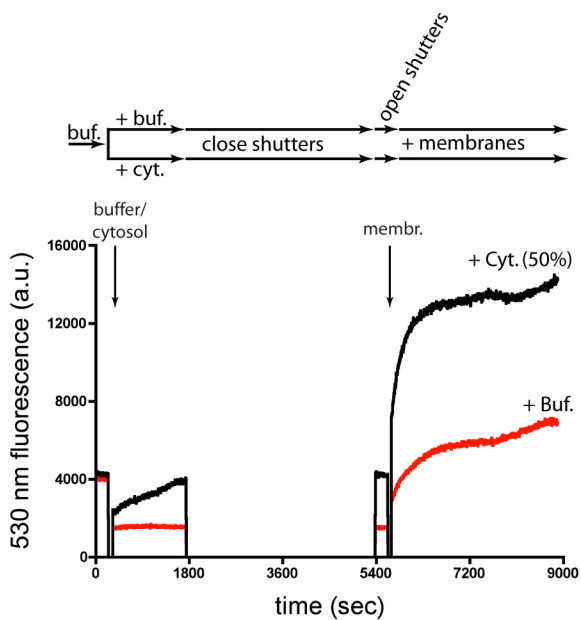 open shutters
+ buf.
buf.
close shutters
+ membranes
+ cyt.
buffer/
cytosol
membr.
16000
+ Cyt. (50%)
12000
8000
+ Buf.
4000
0
530 nm fluorescence (a.u.)
0 1800 3600 5400 7200 9000
time (sec)